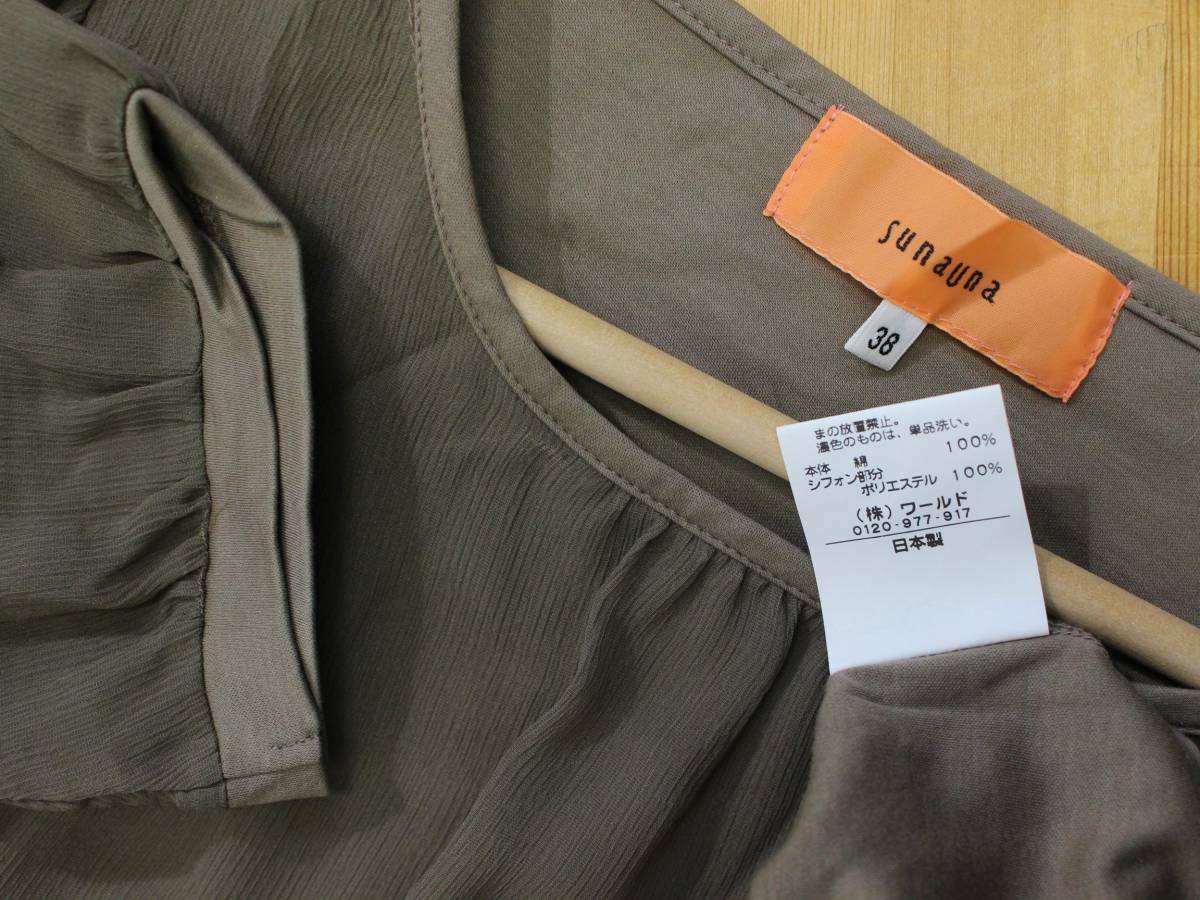 sunauna
38
まの放置禁止。
濃色のものは、単品洗い。
本体 綿 100%
シフォン部分
ポリエステル 100%
(株)ワールド
0120-977-917
日本製